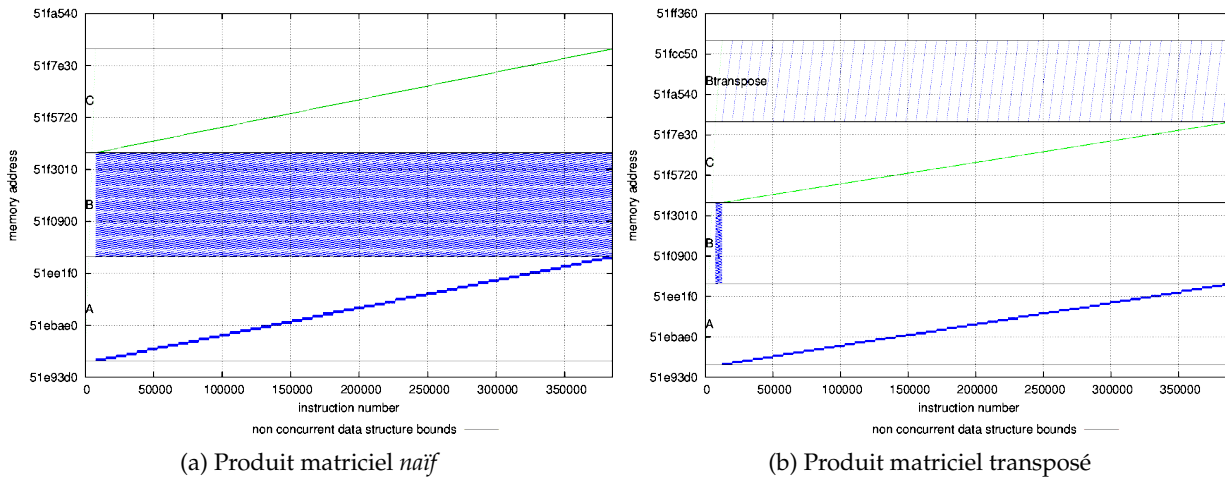 51fa540
51f7e30
51f5720
51f3010
51f0900
51ee1f0
51ebae0
51e93d0
memory address
C
B
A
0 50000 100000 150000 200000 250000 300000 350000
instruction number
non concurrent data structure bounds
(a) Produit matriciel naïf
51ff360
51fcc50
51fa540
51f7e30
51f5720
51f3010
51f0900
51ee1f0
51ebae0
51e93d0
memory address
Btranspose
C
B
A
0 50000 100000 150000 200000 250000 300000 350000
instruction number
non concurrent data structure bounds
(b) Produit matriciel transposé